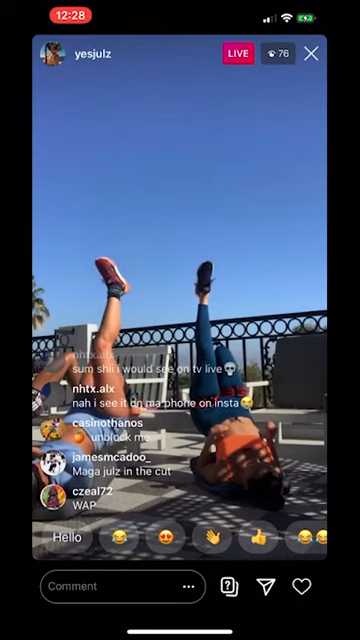 12:28
yesjulz
LIVE
76
nhtx.alx
sum shii i would see on tv live💀
nhtx.alx
nah i see it on ma phone on insta😭
casinothanos
🥵 unblock me
jamesmcadoo_
Maga julz in the cut
czeal72
WAP
Hello
Comment